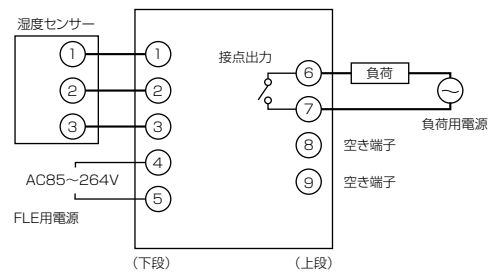 湿度センサー
1
2
3
1
2
3
4
5
AC85～264V
FLE用電源
接点出力
6
7
8
9
負荷
負荷用電源
空き端子
空き端子
(下段)
(上段)